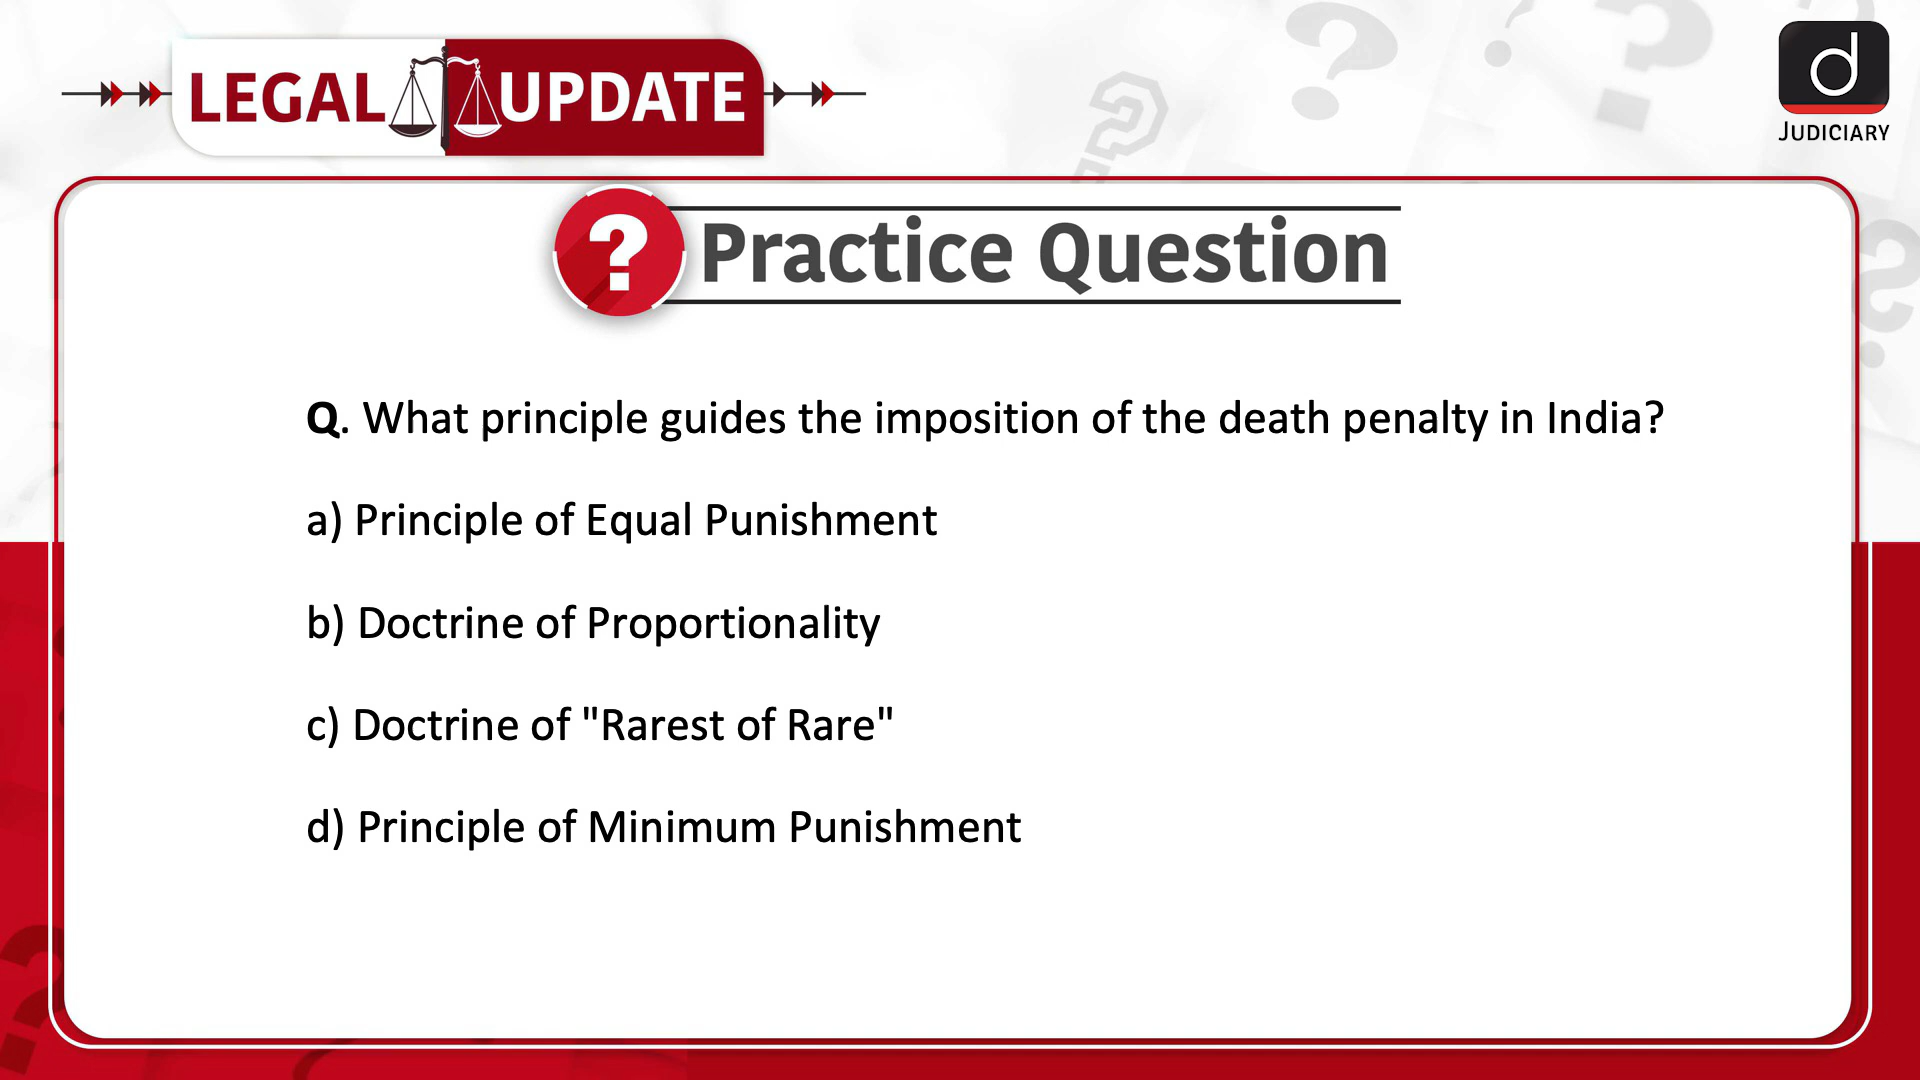 LEGAL UPDATE
d
JUDICIARY
? Practice Question
Q. What principle guides the imposition of the death penalty in India?
a) Principle of Equal Punishment
b) Doctrine of Proportionality
c) Doctrine of "Rarest of Rare"
d) Principle of Minimum Punishment